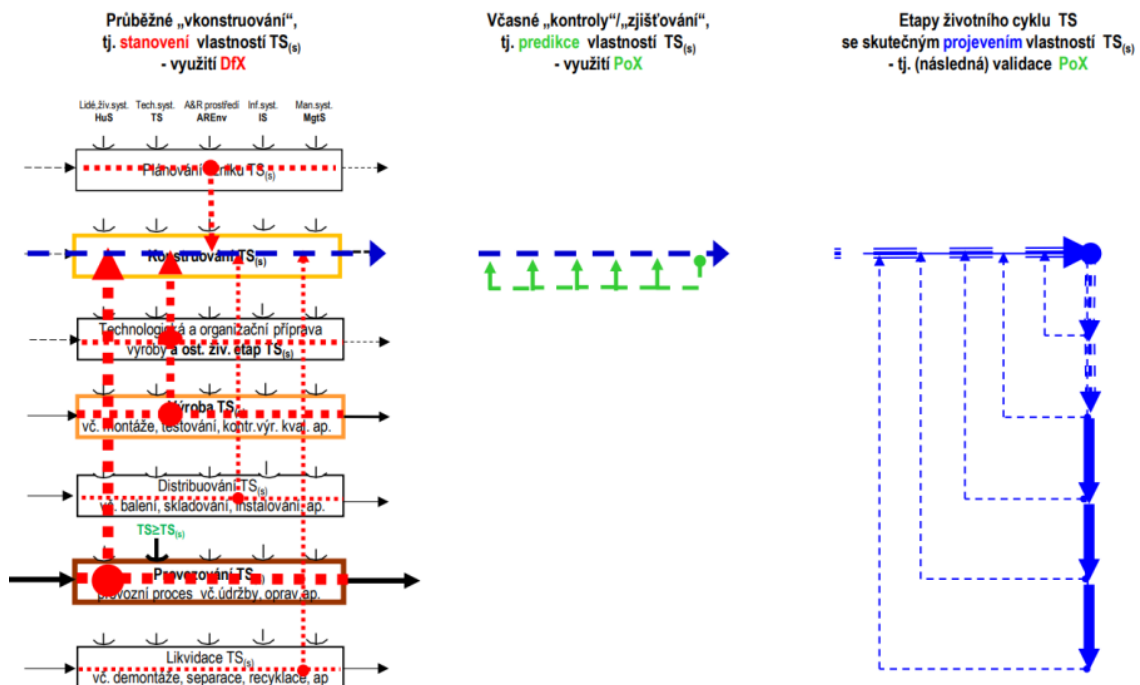 Průběžné „vkonstruování“,
tj. stanovení vlastností TS(s)
- využití DfX
Včasné „kontroly“/„zjišťování“,
tj. predikce vlastností TS(s)
- využití PoX
Etapy životního cyklu TS
se skutečným projevením vlastností TS(s)
- tj. (následná) validace PoX
Lidé,živ.syst. Tech.syst. A&R prostředí Inf.syst. Man.syst.
HuS TS AREnv IS MgtS
Plánování vzniku TS(s)
Konstruování TS(s)
Technologická a organizační příprava
výroby a ost. živ. etap TS(s)
Výroba TS
vč. montáže, testování, kontr.výr. kval. ap.
Distribuování TS(s)
vč. balení, skladování, instalování, ap.
TS≥TS(s)
Provozování TS(s)
provozní proces vč.údržby, oprav,ap.
Likvidace TS(s)
vč. demontáže, separace, recyklace, ap